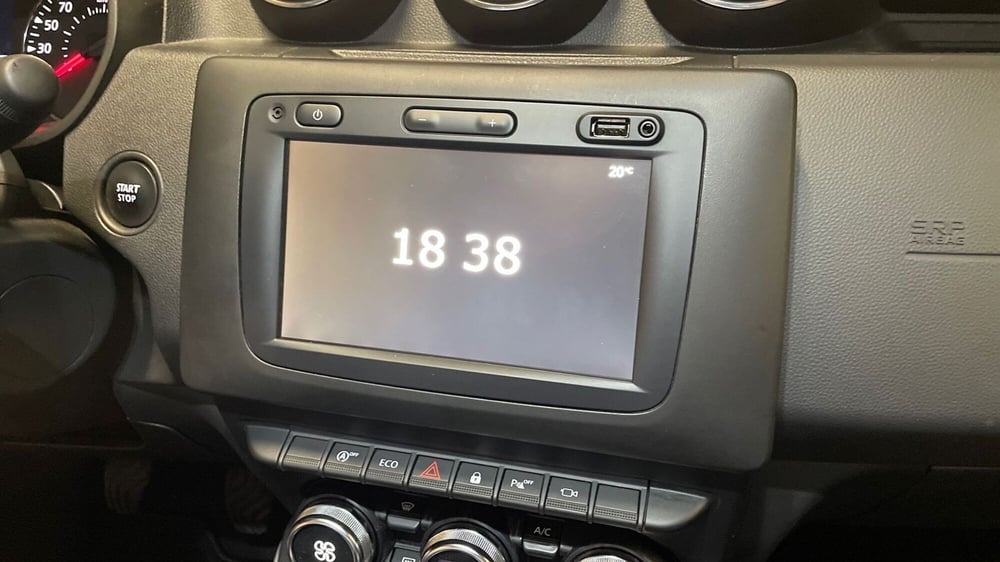 70
50
30
START
STOP
20°C
18 38
SRP
AIRBAG
A OFF
ECO
P OFF
A/C